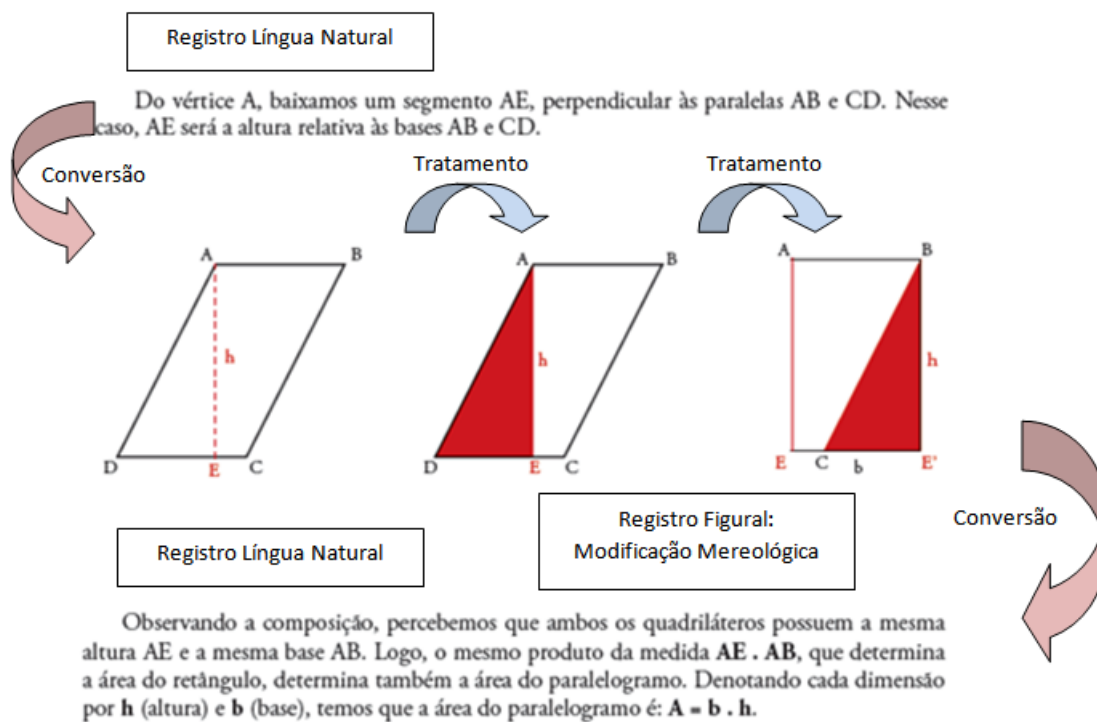 Registro Língua Natural
Do vértice A, baixamos um segmento AE, perpendicular às paralelas AB e CD. Nesse
caso, AE será a altura relativa às bases AB e CD.
Conversão
Tratamento
Tratamento
A B
h
D E C
A B
h
D E C
A B
h
E C b E'
Registro Língua Natural
Registro Figural:
Modificação Mereológica
Conversão
Observando a composição, percebemos que ambos os quadriláteros possuem a mesma
altura AE e a mesma base AB. Logo, o mesmo produto da medida AE . AB, que determina
a área do retângulo, determina também a área do paralelogramo. Denotando cada dimensão
por h (altura) e b (base), temos que a área do paralelogramo é: A = b . h.